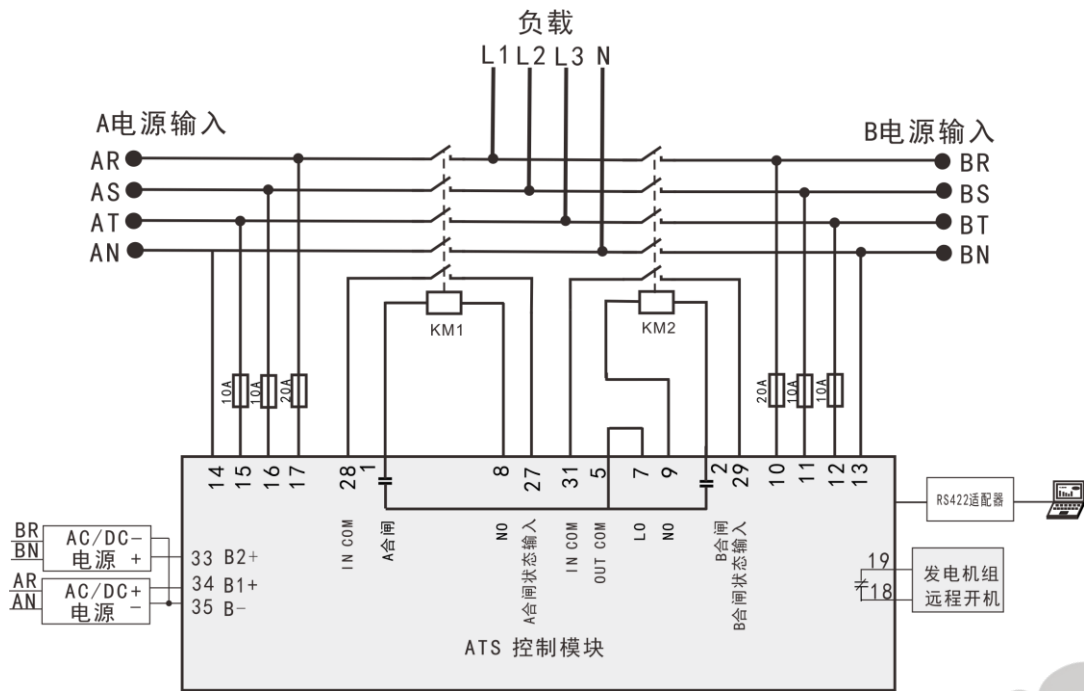 负载
L1 L2 L3 N
A电源输入
B电源输入
AR
BR
AS
BS
AT
BT
AN
BN
KM1
KM2
10A
10A
20A
20A
10A
10A
14
15
16
17
28
1
8
27
31
5
7
9
2
29
10
11
12
13
IN COM
A合闸
NO
A合闸状态输入
IN COM
OUT COM
LO
NO
B合闸
B合闸状态输入
RS422适配器
BR
BN
AC/DC-
电源 +
33 B2+
AR
AN
AC/DC+
电源 -
34 B1+
35 B-
19
18
发电机组
远程开机
ATS 控制模块